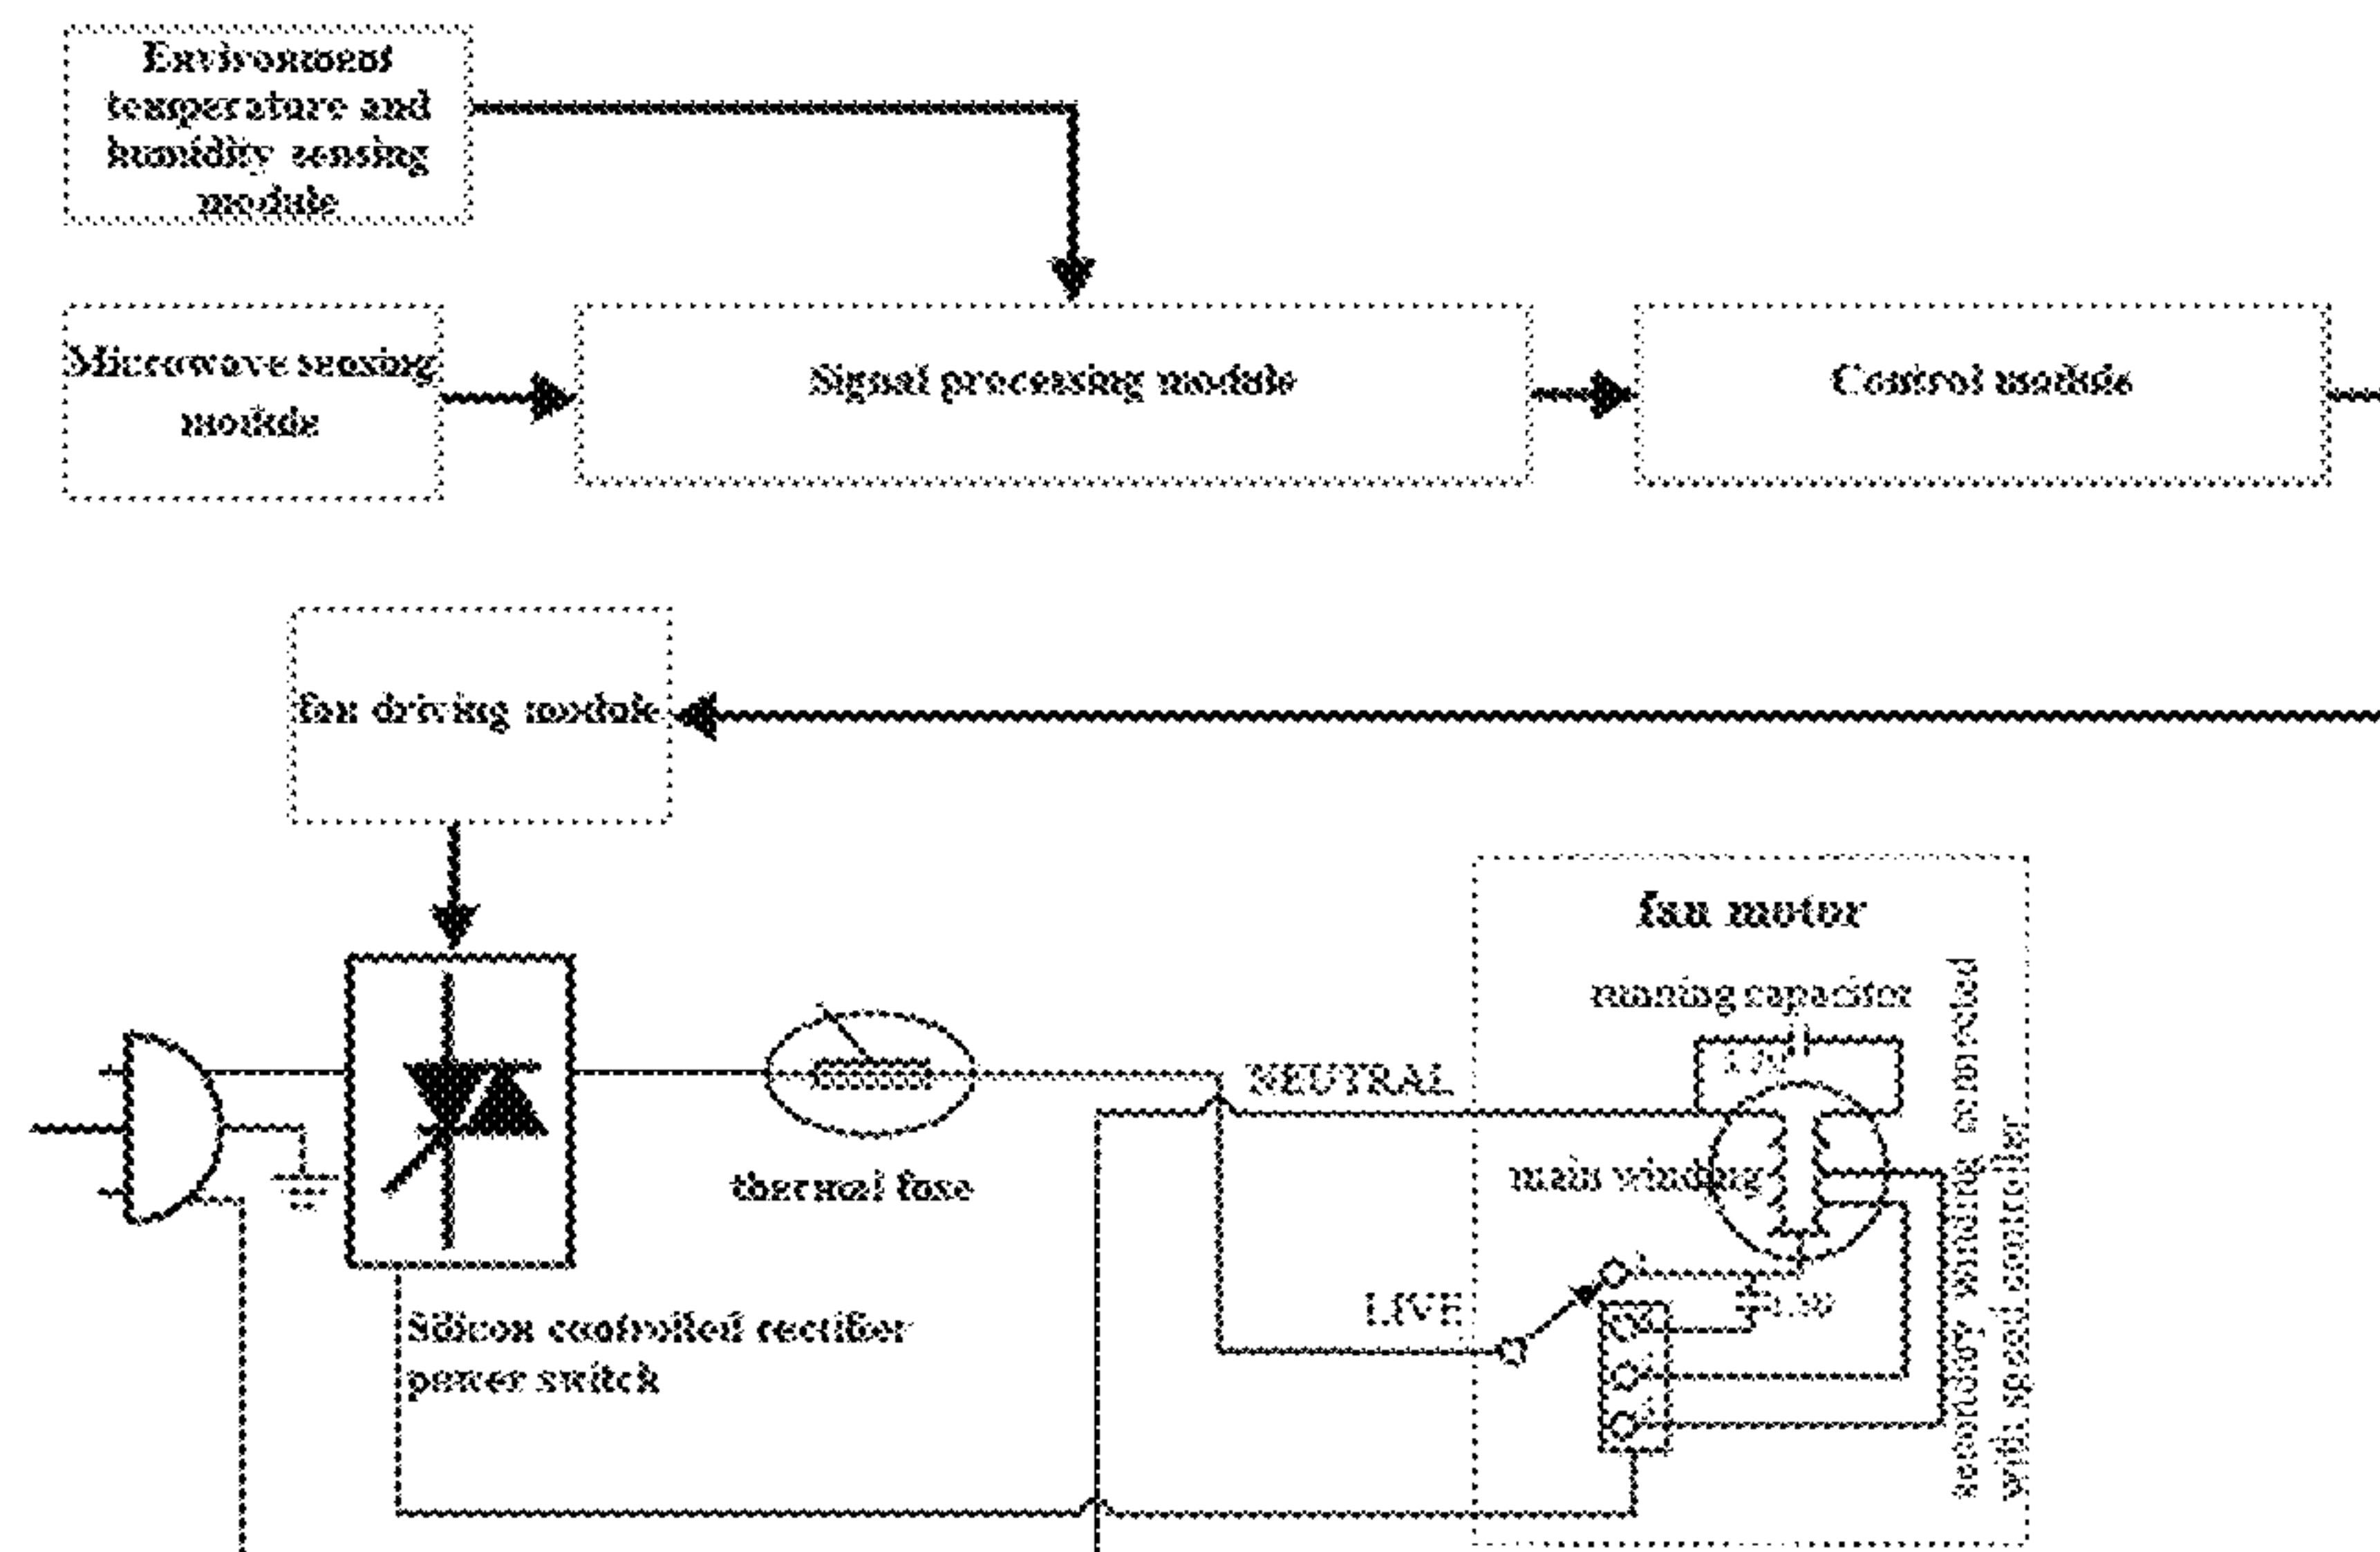 Environment
temperature and
humidity sensing
module
Microwave sensing
module
Signal processing module
Control module
fan driving module
fan motor
running capacitor
NEUTRAL
main winding
thermal fuse
LIVE
Silicon controlled rectifier
power switch
secondary winding connected
with speed controller